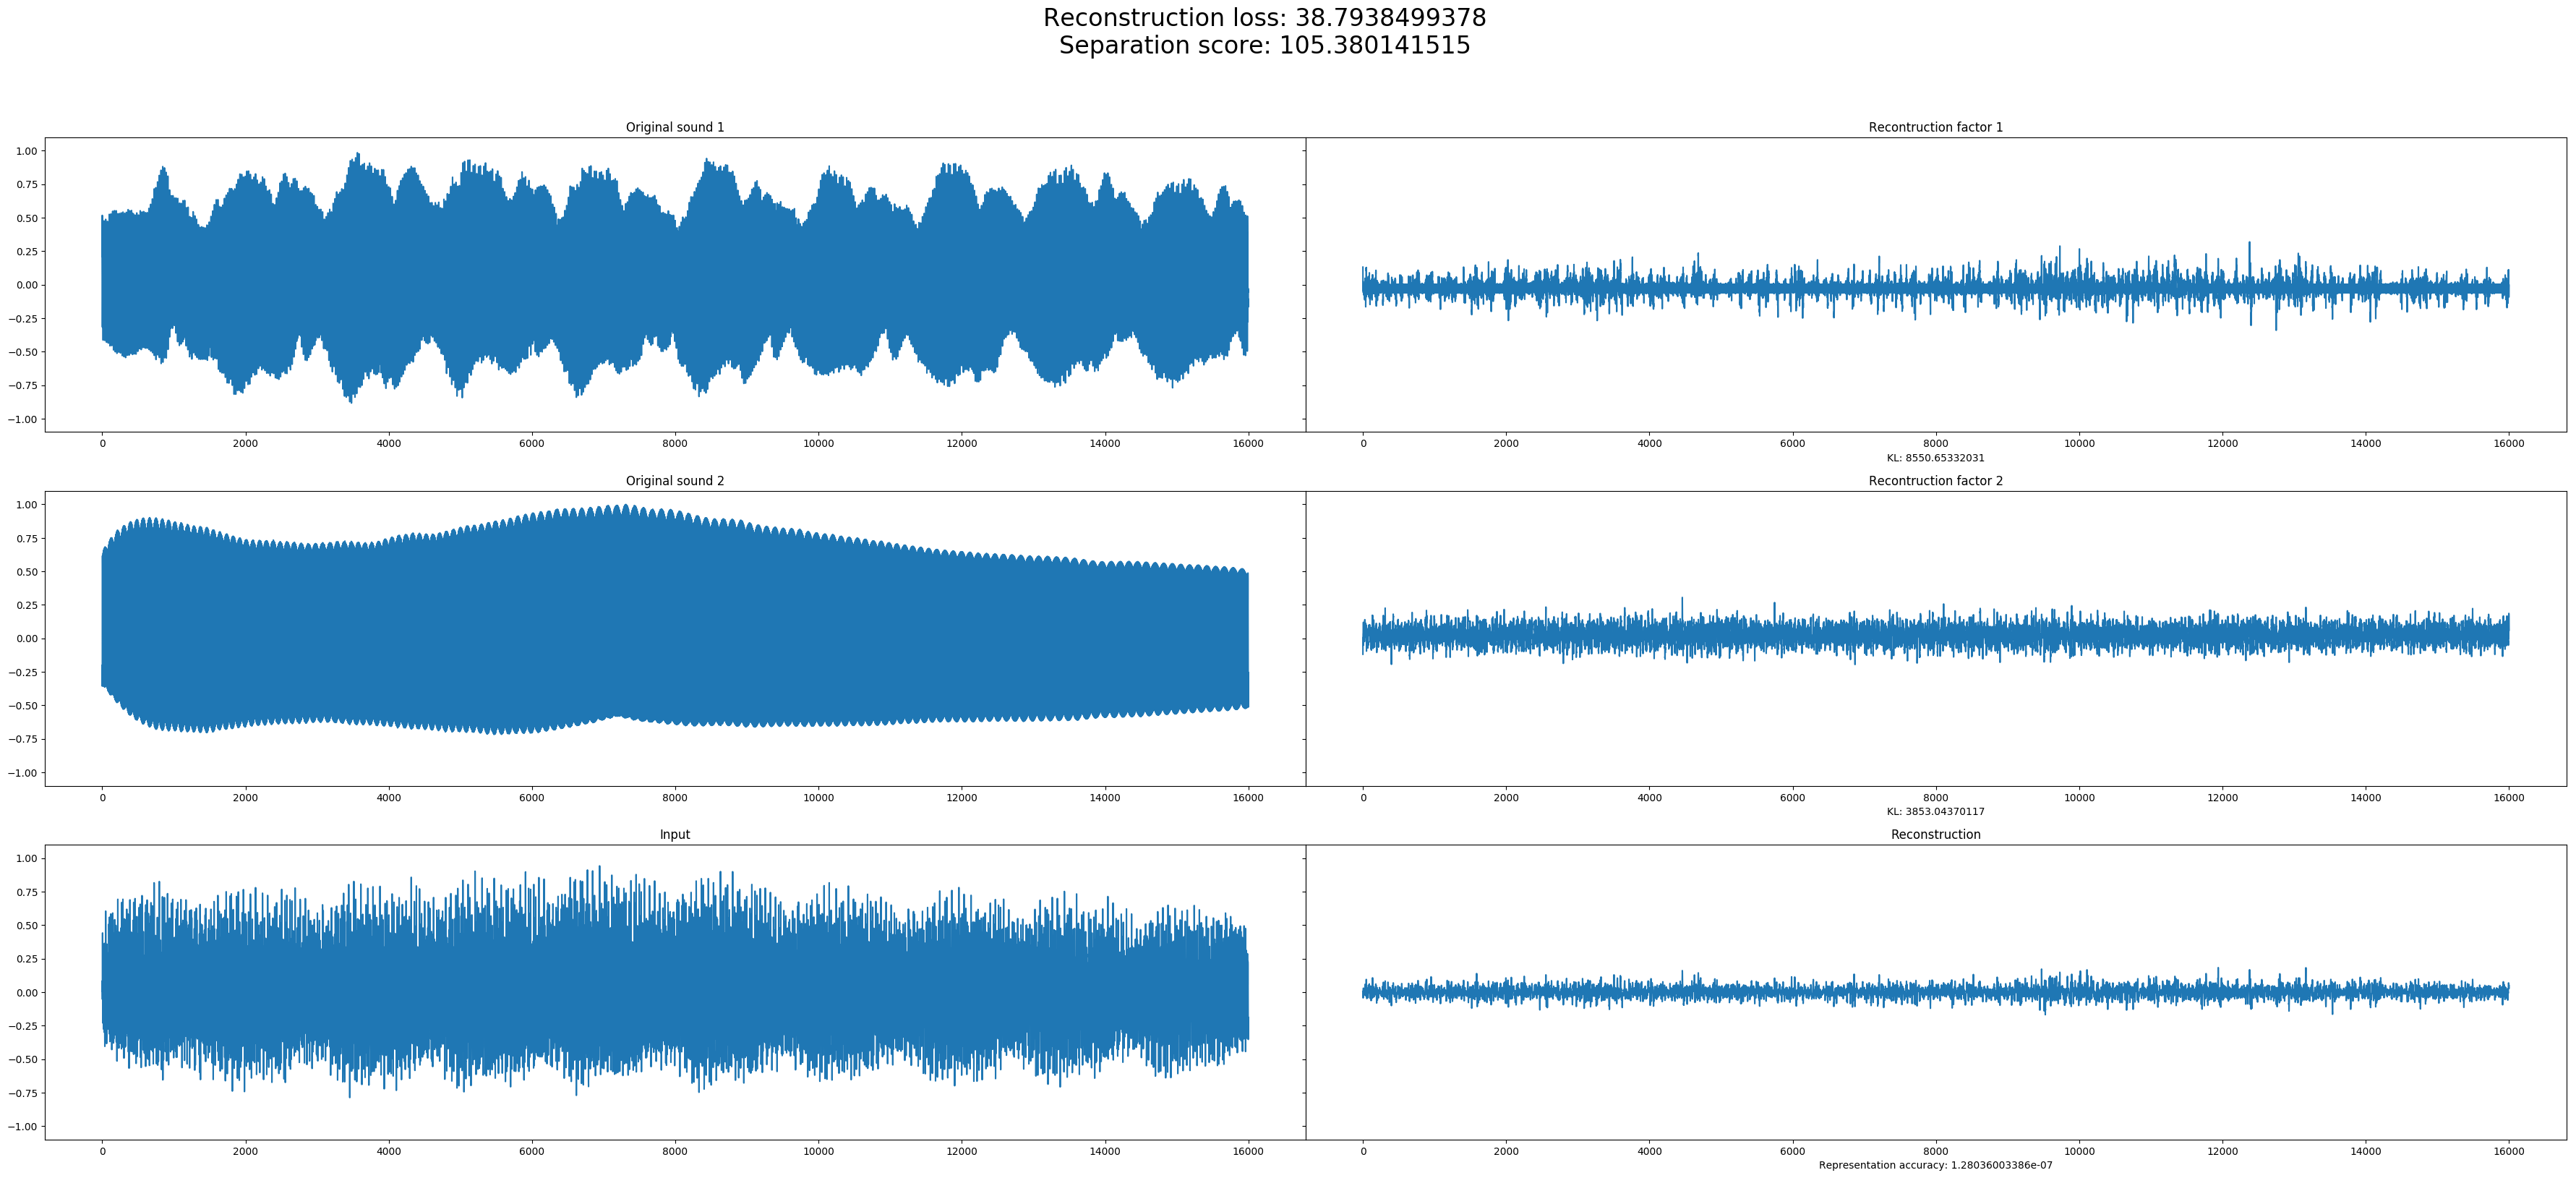 Reconstruction loss: 38.7938499378
Separation score: 105.380141515
Original sound 1
Recontruction factor 1
1.00
0.75
0.50
0.25
0.00
−0.25
−0.50
−0.75
−1.00
0 2000 4000 6000 8000 10000 12000 14000 16000
0 2000 4000 6000 8000 10000 12000 14000 16000
KL: 8550.65332031
Original sound 2
Recontruction factor 2
1.00
0.75
0.50
0.25
0.00
−0.25
−0.50
−0.75
−1.00
0 2000 4000 6000 8000 10000 12000 14000 16000
0 2000 4000 6000 8000 10000 12000 14000 16000
KL: 3853.04370117
Input
Reconstruction
1.00
0.75
0.50
0.25
0.00
−0.25
−0.50
−0.75
−1.00
0 2000 4000 6000 8000 10000 12000 14000 16000
0 2000 4000 6000 8000 10000 12000 14000 16000
Representation accuracy: 1.28036003386e-07